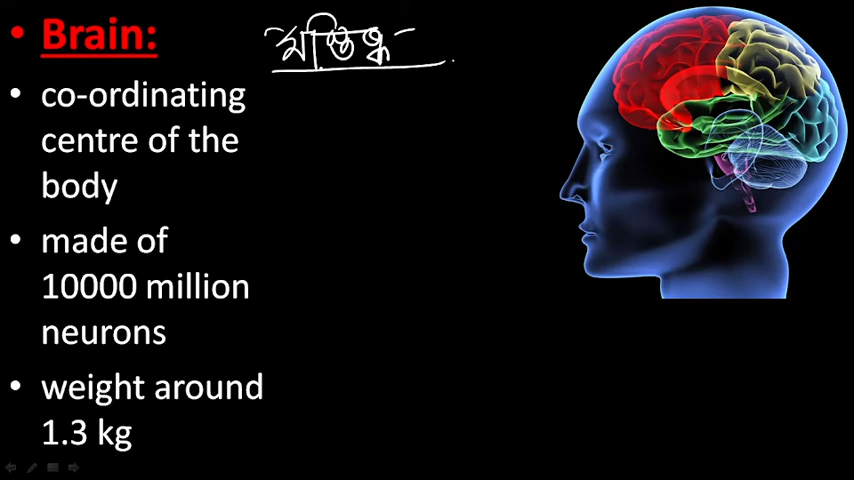 • Brain:
মস্তিষ্ক
• co-ordinating
centre of the
body
• made of
10000 million
neurons
• weight around
1.3 kg